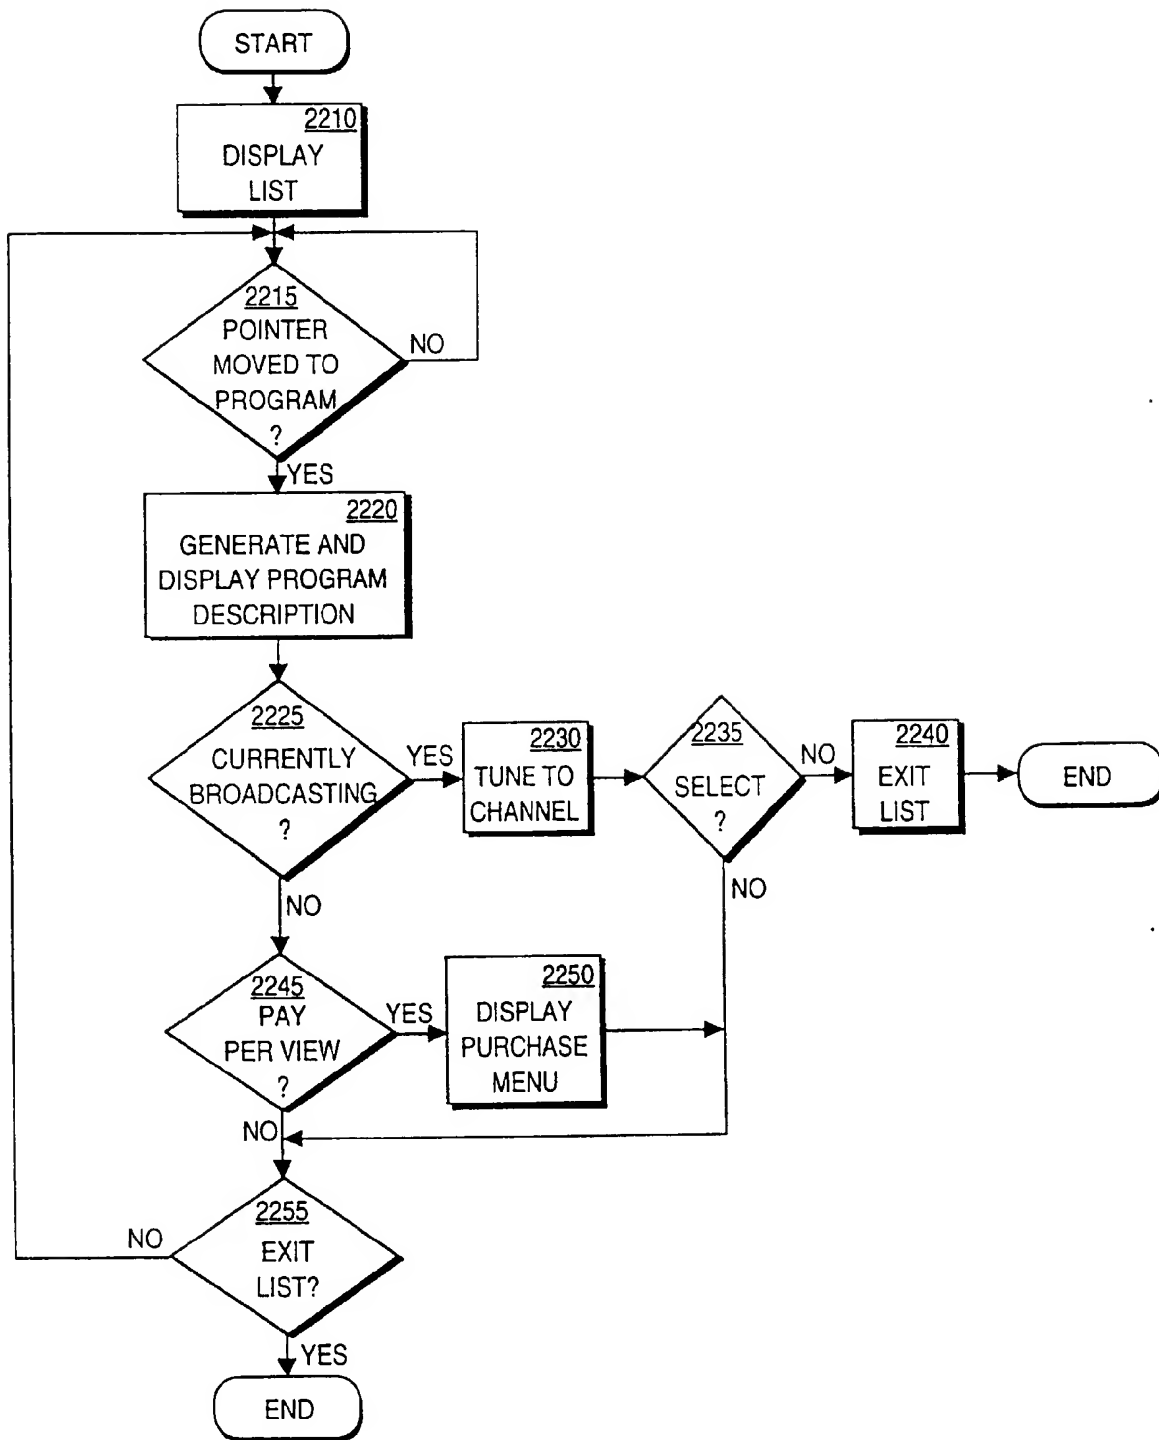 START
2210
DISPLAY
LIST
2215
POINTER
MOVED TO
PROGRAM
?
NO
YES
2220
GENERATE AND
DISPLAY PROGRAM
DESCRIPTION
2225
CURRENTLY
BROADCASTING
?
YES
2230
TUNE TO
CHANNEL
2235
SELECT
?
NO
2240
EXIT
LIST
END
NO
NO
2245
PAY
PER VIEW
?
YES
2250
DISPLAY
PURCHASE
MENU
NO
2255
EXIT
LIST?
NO
YES
END